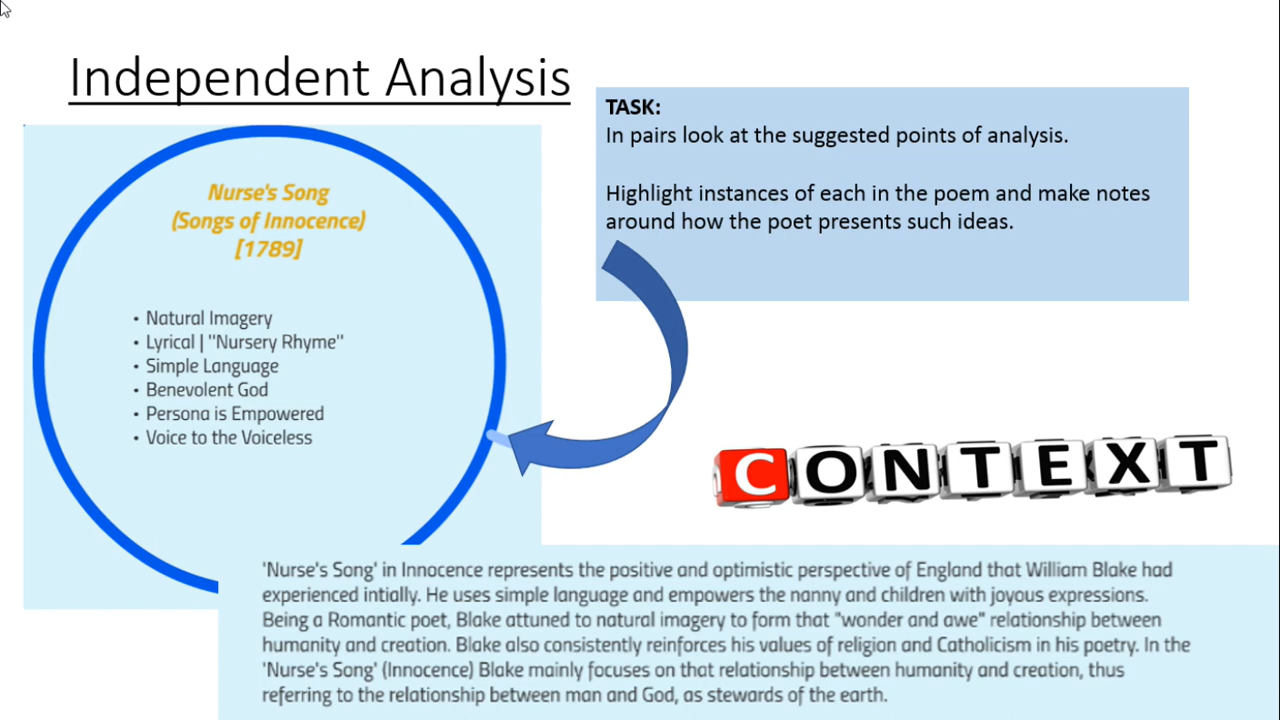 Independent Analysis
TASK:
In pairs look at the suggested points of analysis.
Highlight instances of each in the poem and make notes
around how the poet presents such ideas.
Nurse's Song
(Songs of Innocence)
[1789]
• Natural Imagery
• Lyrical | "Nursery Rhyme"
• Simple Language
• Benevolent God
• Persona is Empowered
• Voice to the Voiceless
CONTEXT
'Nurse's Song' in Innocence represents the positive and optimistic perspective of England that William Blake had
experienced intially. He uses simple language and empowers the nanny and children with joyous expressions.
Being a Romantic poet, Blake attuned to natural imagery to form that "wonder and awe" relationship between
humanity and creation. Blake also consistently reinforces his values of religion and Catholicism in his poetry. In the
'Nurse's Song' (Innocence) Blake mainly focuses on that relationship between humanity and creation, thus
referring to the relationship between man and God, as stewards of the earth.